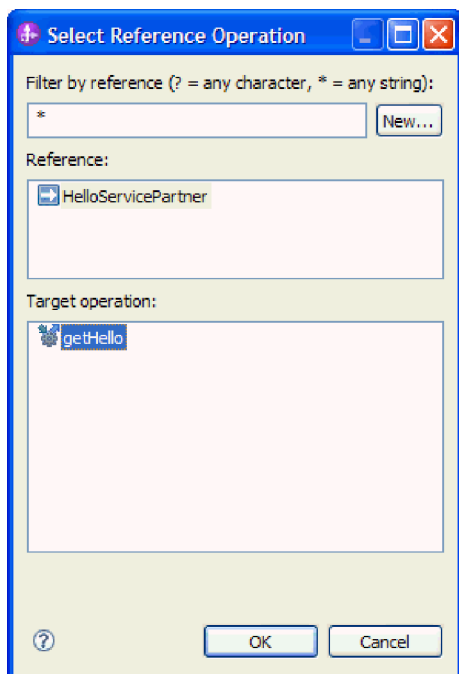 Select Reference Operation
Filter by reference (? = any character, * = any string):
*
New...
Reference:
HelloServicePartner
Target operation:
getHello
?
OK
Cancel